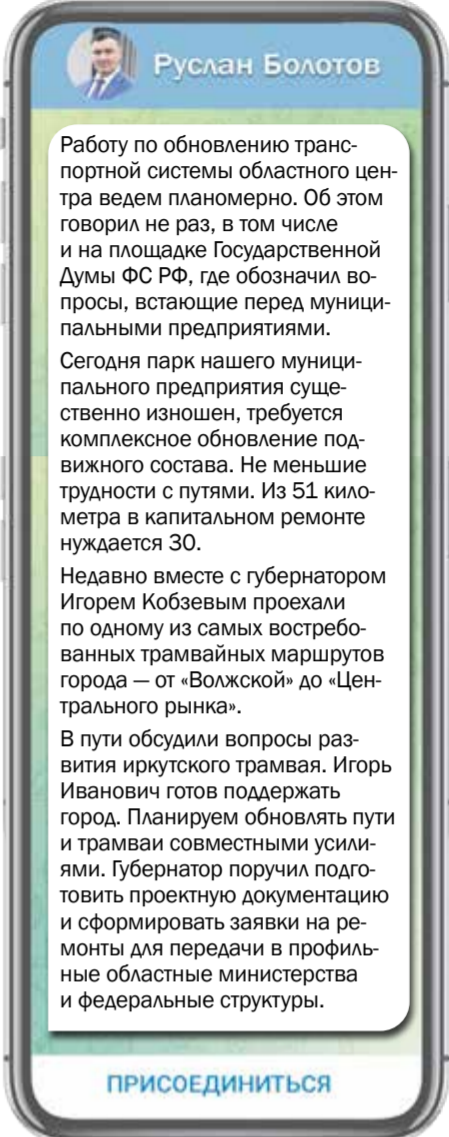 Руслан Болотов
Работу по обновлению транс-
портной системы областного цен-
тра ведем планомерно. Об этом
говорил не раз, в том числе
и на площадке Государственной
Думы ФС РФ, где обозначил во-
просы, встающие перед муници-
пальными предприятиями.
Сегодня парк нашего муници-
пального предприятия суще-
ственно изношен, требуется
комплексное обновление под-
вижного состава. Не меньшие
трудности с путями. Из 51 кило-
метра в капитальном ремонте
нуждается 30.
Недавно вместе с губернатором
Игорем Кобзевым проехали
по одному из самых востребо-
ванных трамвайных маршрутов
города — от «Волжской» до «Цен-
трального рынка».
В пути обсудили вопросы раз-
вития иркутского трамвая. Игорь
Иванович готов поддержать
город. Планируем обновлять пути
и трамваи совместными усили-
ями. Губернатор поручил подго-
товить проектную документацию
и сформировать заявки на ре-
монты для передачи в профиль-
ные областные министерства
и федеральные структуры.
ПРИСОЕДИНИТЬСЯ